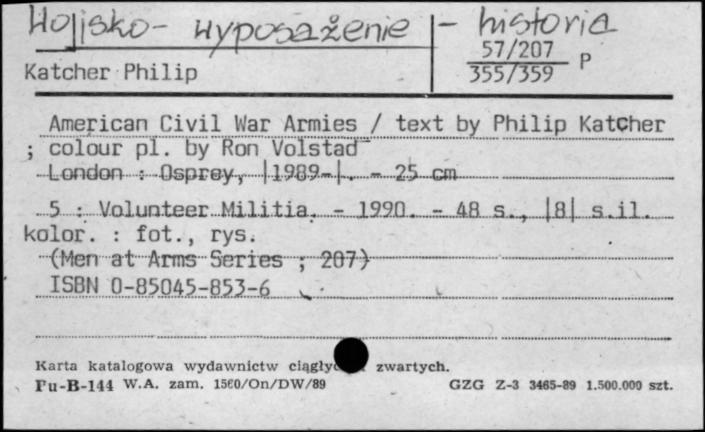 Wojsko - wyposażenie - historia
57/207
355/359 P
Katcher Philip
American Civil War Armies / text by Philip Katcher
; colour pl. by Ron Volstad
London : Osprey, |1989-|. - 25 cm
5 : Volunteer Militia. - 1990. - 48 s., |8| s.il.
kolor. : fot., rys.
(Men at Arms Series ; 207)
ISBN 0-85045-853-6
Karta katalogowa wydawnictw zwartych.
Pu-B-144 W.A. zam. 1560/On/DW/89 GZG Z-3 3465-89 1.500.000 szt.